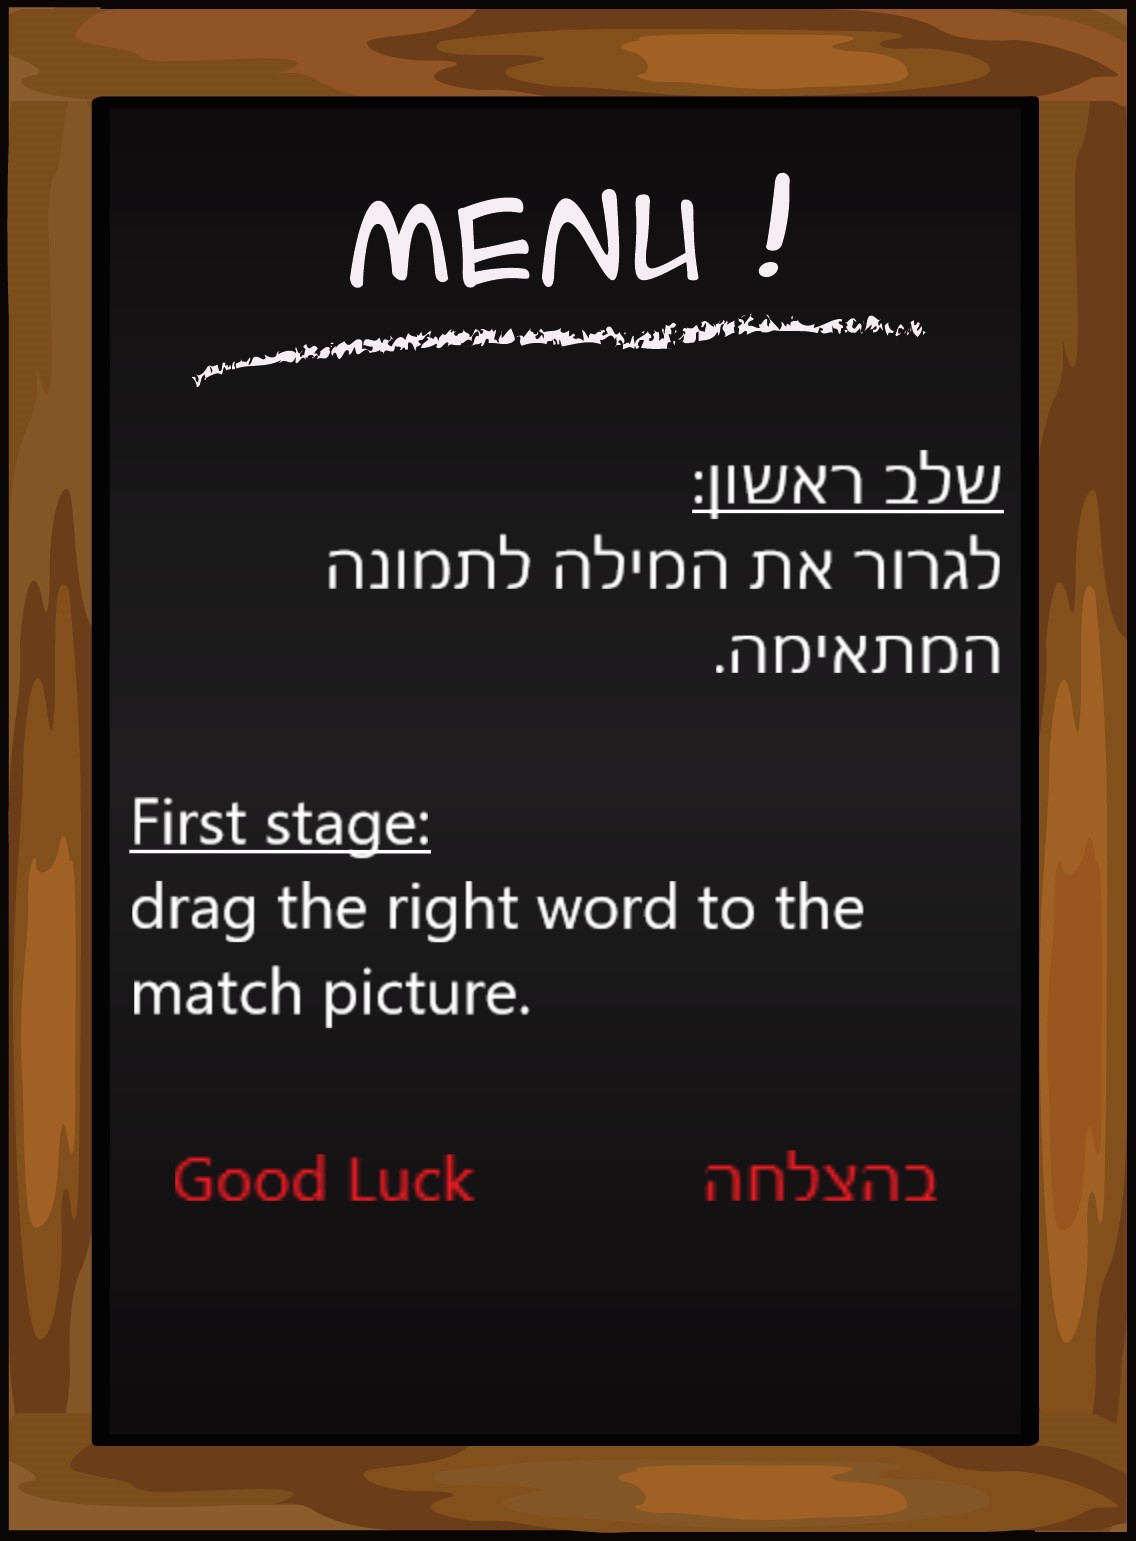 MENU !
שלב ראשון:
לגרור את המילה לתמונה
המתאימה.
First stage:
drag the right word to the
match picture.
Good Luck בהצלחה